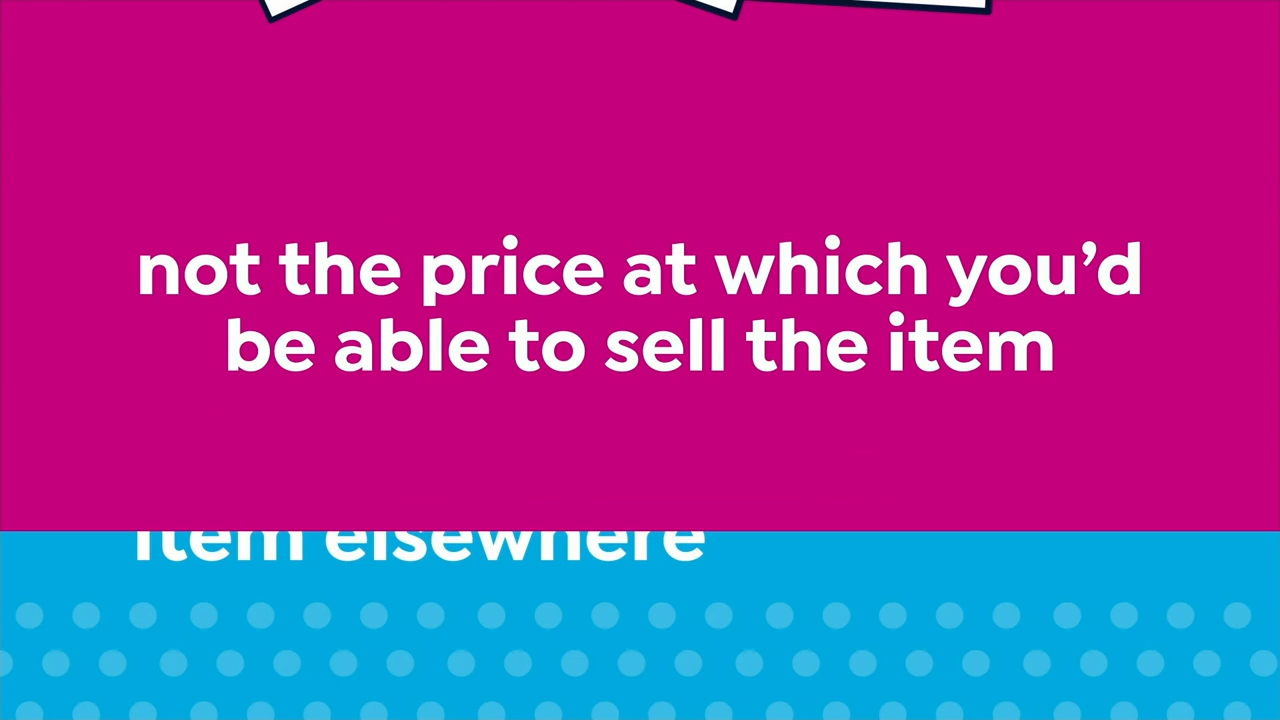 not the price at which you’d
be able to sell the item
item elsewhere